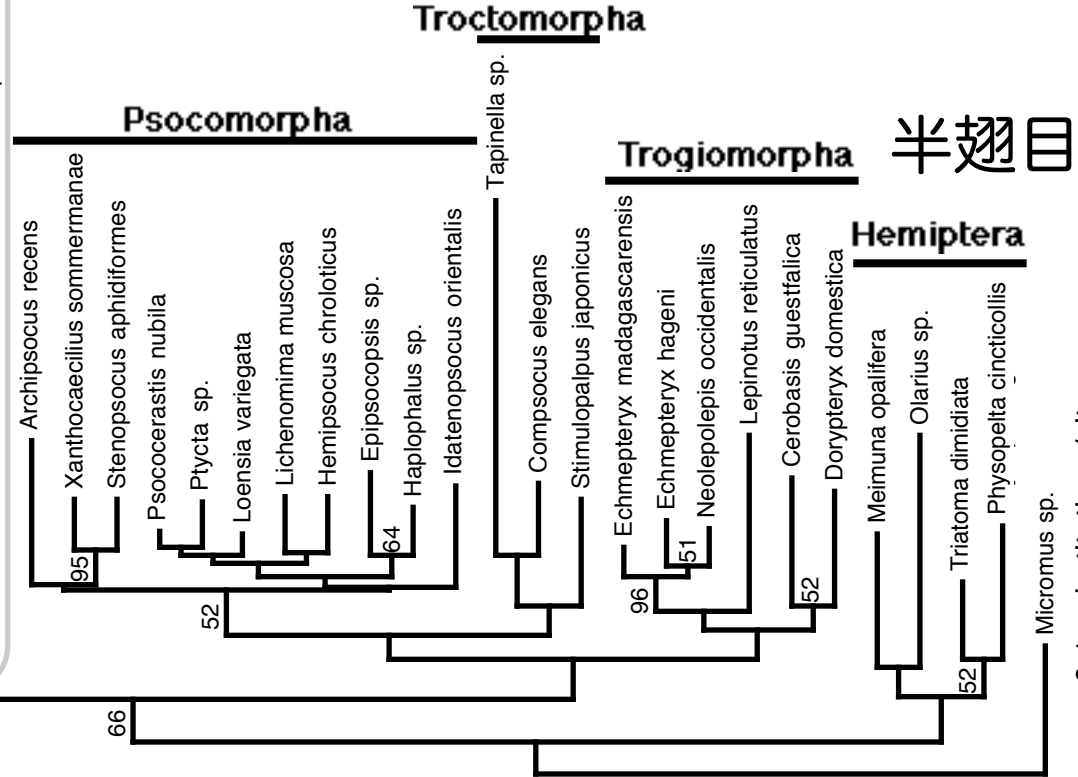 Troctomorpha
Psocomorpha
Trogiomorpha
半翅目
Hemiptera
Archipsocus recens
Xanthocaecilius sommermanae
Stenopsocus aphidiformes
Psococerastis nubila
Ptycta sp.
Loensia variegata
Lichenomima muscosa
Hemipsocus chroloticus
Epipsocopsis sp.
Haplophalus sp.
Idatenopsocus orientalis
Tapinella sp.
Compsocus elegans
Stimulopalpus japonicus
Echmepteryx madagascarensis
Echmepteryx hageni
Neolepolepis occidentalis
Lepinotus reticulatus
Cerobasis guestfalica
Dorypteryx domestica
Meimuna opalifera
Olarius sp.
Triatoma dimidiata
Physopelta cincticollis
Micromus sp.
95
64
52
51
96
52
52
66